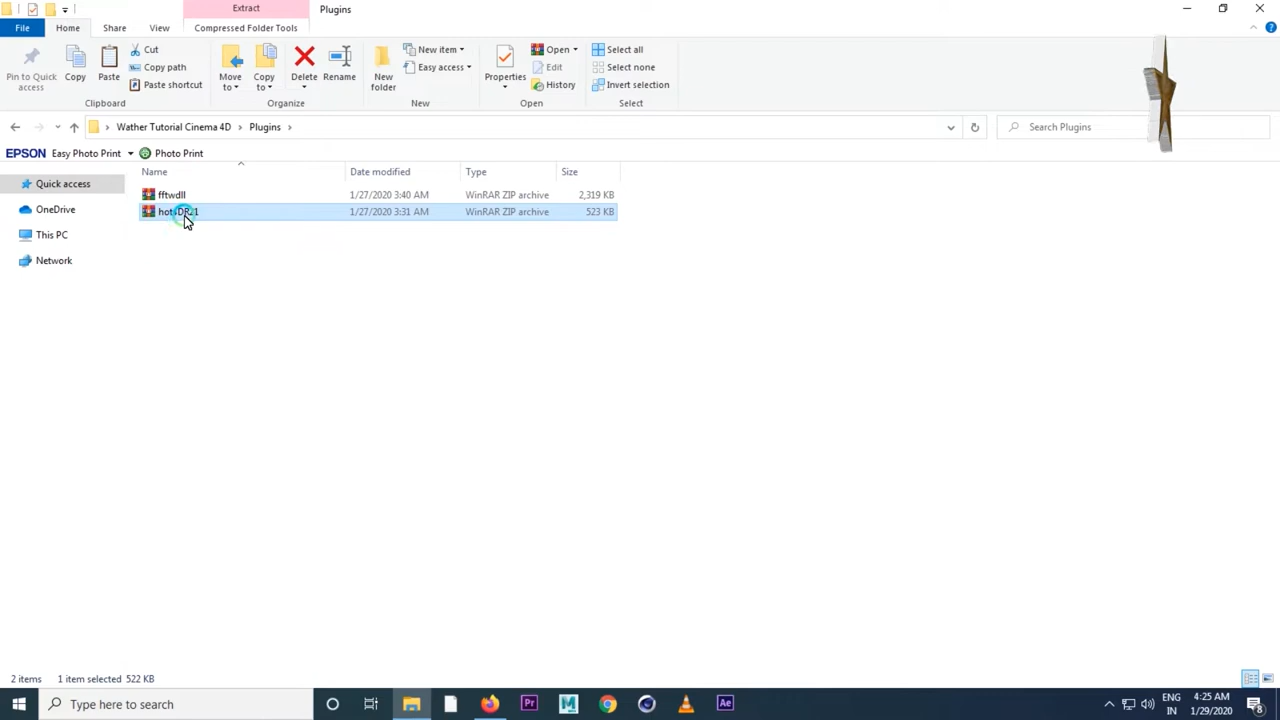 Extract
Plugins
File
Home
Share
View
Compressed Folder Tools
Pin to Quick access
Copy
Paste
Cut
Copy path
Paste shortcut
Clipboard
Move to
Copy to
Delete
Rename
Organize
New folder
New item
Easy access
New
Properties
Open
Edit
History
Open
Select all
Select none
Invert selection
Select
Wather Tutorial Cinema 4D > Plugins >
Search Plugins
EPSON Easy Photo Print
Photo Print
Name
Date modified
Type
Size
Quick access
OneDrive
This PC
Network
fftwdll 1/27/2020 3:40 AM WinRAR ZIP archive 2,319 KB
1/27/2020 3:31 AM WinRAR ZIP archive 523 KB
2 items 1 item selected 522 KB
Type here to search
Pr
M
Ae
ENG
IN
4:25 AM
1/29/2020
8